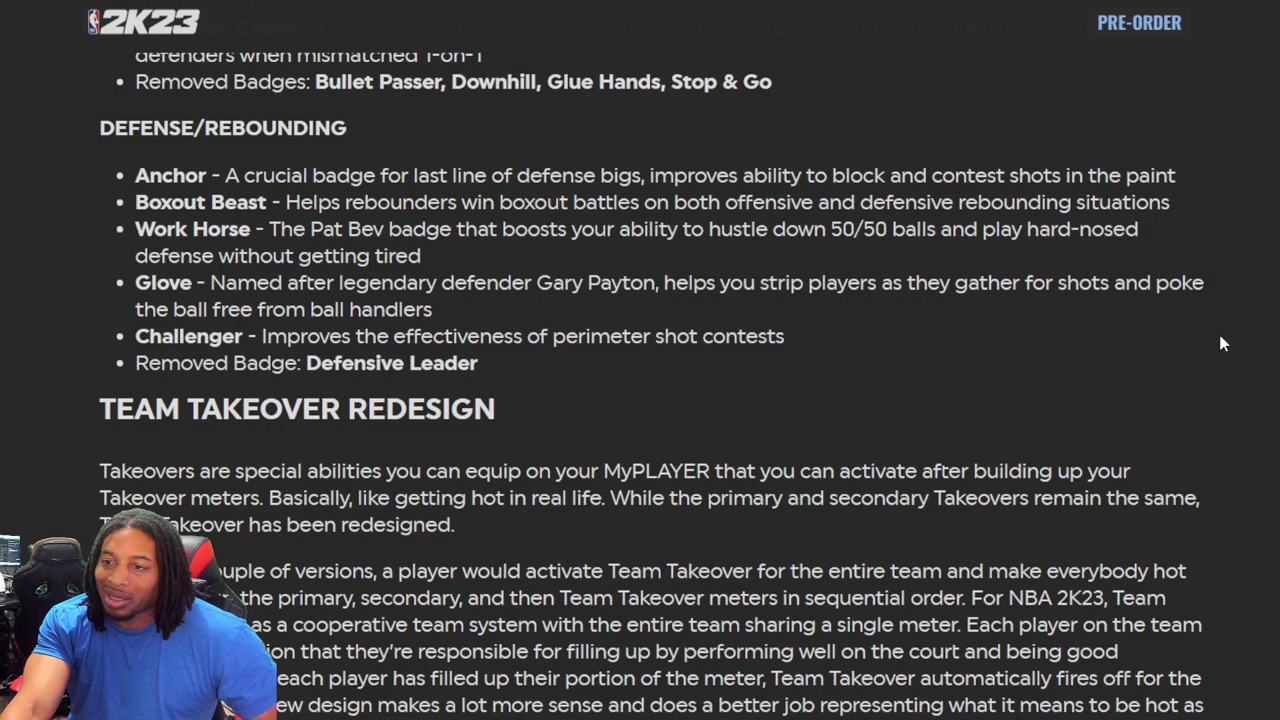 NBA 2K23
PRE-ORDER
defenders when mismatched 1-on-1
• Removed Badges: Bullet Passer, Downhill, Glue Hands, Stop & Go
DEFENSE/REBOUNDING
• Anchor - A crucial badge for last line of defense bigs, improves ability to block and contest shots in the paint
• Boxout Beast - Helps rebounders win boxout battles on both offensive and defensive rebounding situations
• Work Horse - The Pat Bev badge that boosts your ability to hustle down 50/50 balls and play hard-nosed
defense without getting tired
• Glove - Named after legendary defender Gary Payton, helps you strip players as they gather for shots and poke
the ball free from ball handlers
• Challenger - Improves the effectiveness of perimeter shot contests
• Removed Badge: Defensive Leader
TEAM TAKEOVER REDESIGN
Takeovers are special abilities you can equip on your MyPLAYER that you can activate after building up your
Takeover meters. Basically, like getting hot in real life. While the primary and secondary Takeovers remain the same,
Takeover has been redesigned.
of versions, a player would activate Team Takeover for the entire team and make everybody hot
the primary, secondary, and then Team Takeover meters in sequential order. For NBA 2K23, Team
as a cooperative team system with the entire team sharing a single meter. Each player on the team
that they're responsible for filling up by performing well on the court and being good
each player has filled up their portion of the meter, Team Takeover automatically fires off for the
design makes a lot more sense and does a better job representing what it means to be hot as